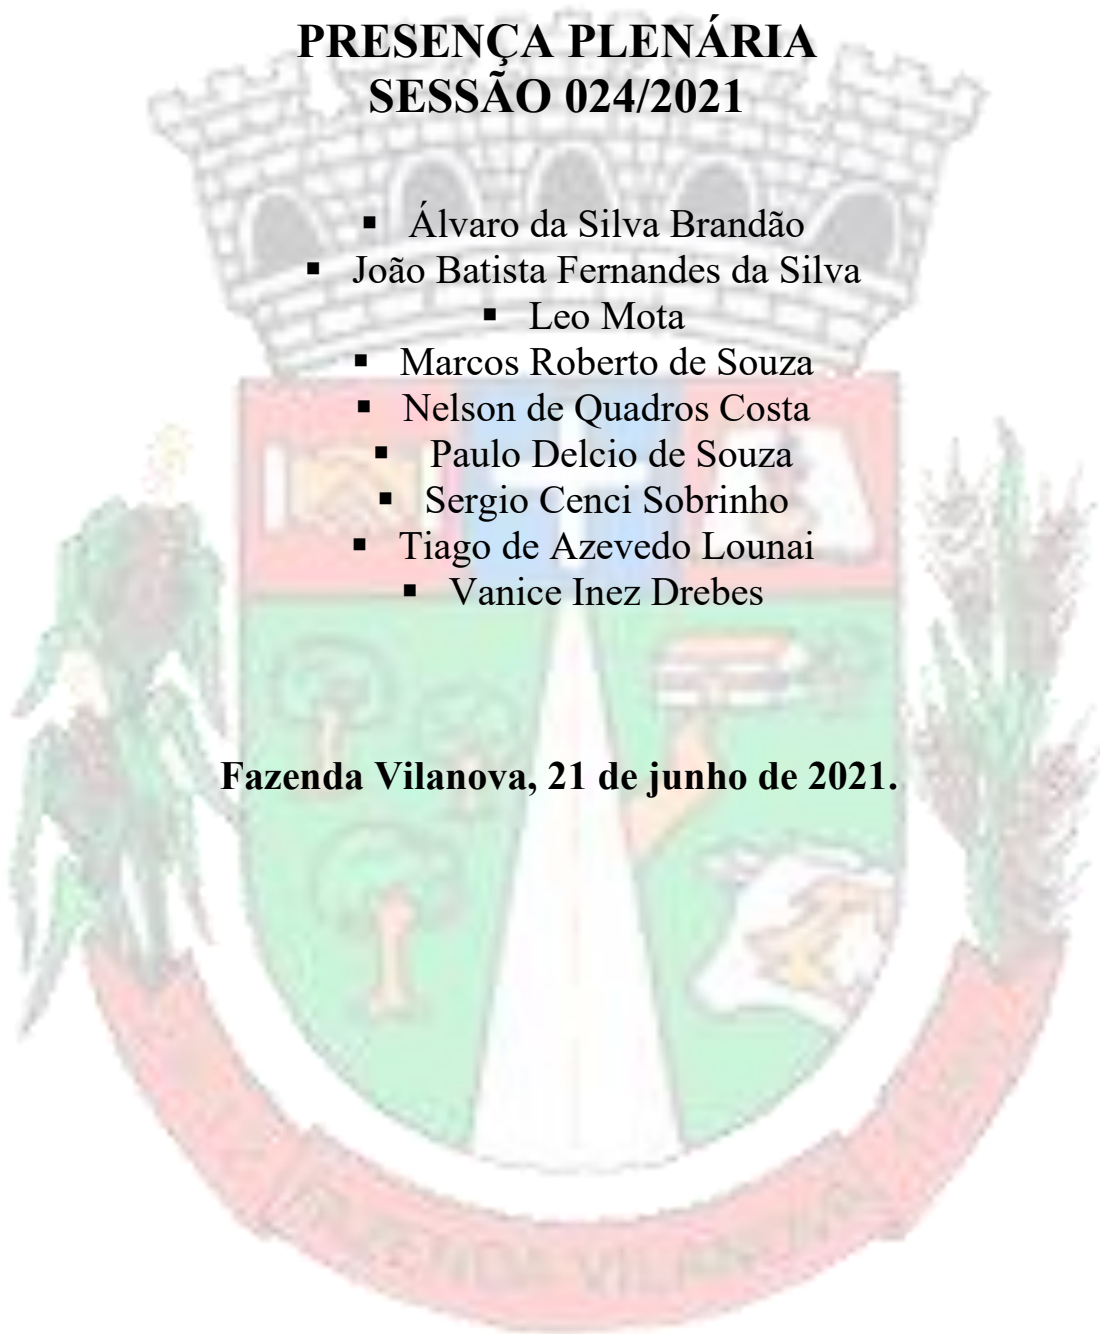 PRESENÇA PLENÁRIA
SESSÃO 024/2021
▪ Álvaro da Silva Brandão
▪ João Batista Fernandes da Silva
▪ Leo Mota
▪ Marcos Roberto de Souza
▪ Nelson de Quadros Costa
▪ Paulo Delcio de Souza
▪ Sergio Cenci Sobrinho
▪ Tiago de Azevedo Lounai
▪ Vanice Inez Drebes
Fazenda Vilanova, 21 de junho de 2021.
FAZENDA VILANOVA